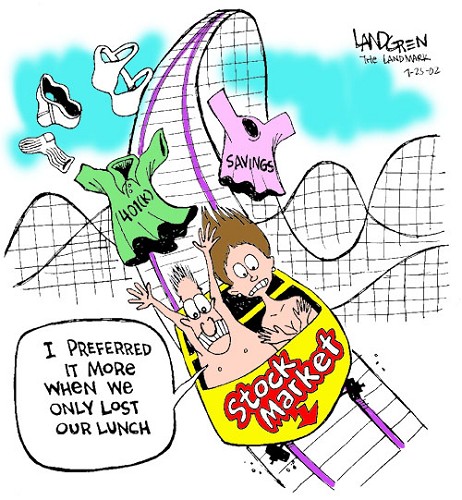 LANDGREN
THE LANDMARK
7-25-02
SAVINGS
401(K)
I PREFERRED
IT MORE
WHEN WE
ONLY LOST
OUR LUNCH
Stock
Market